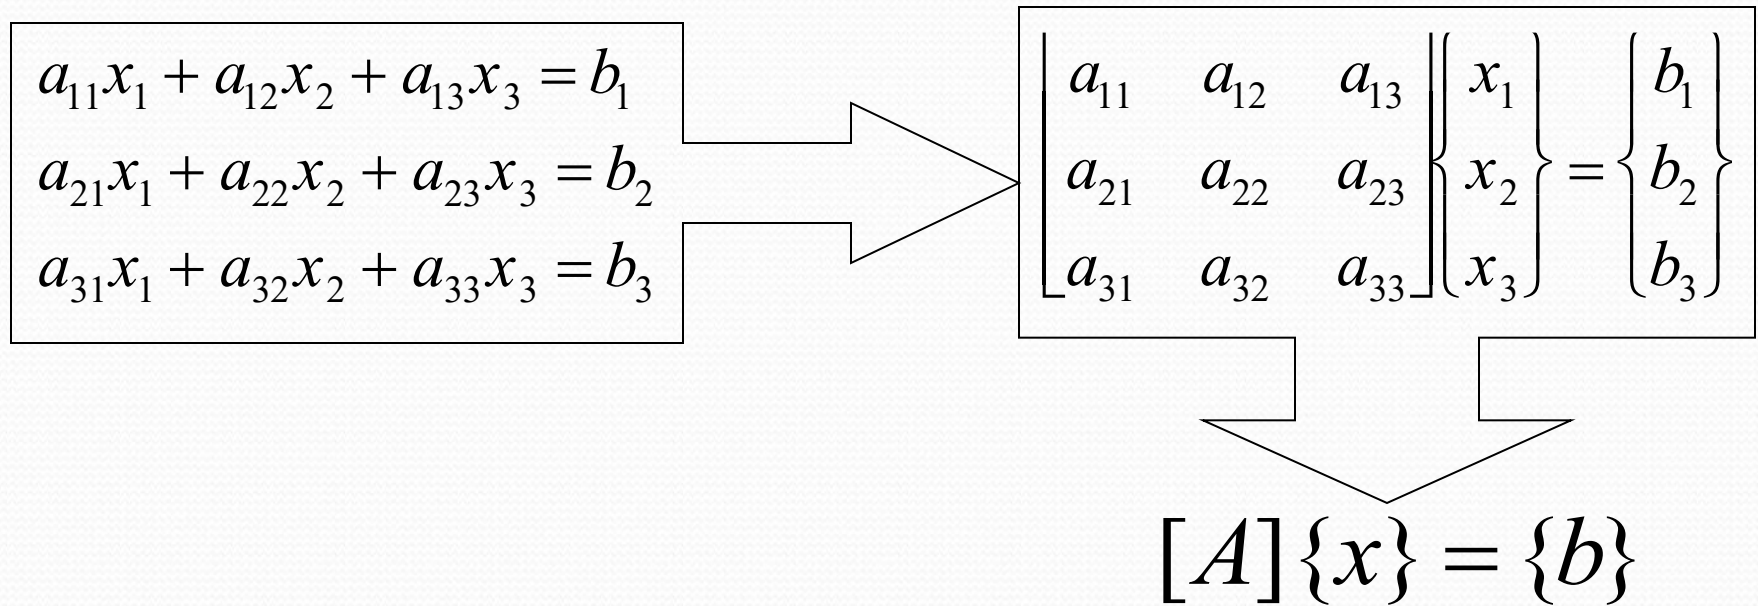 a₁₁x₁ + a₁₂x₂ + a₁₃x₃ = b₁
a₂₁x₁ + a₂₂x₂ + a₂₃x₃ = b₂
a₃₁x₁ + a₃₂x₂ + a₃₃x₃ = b₃
[a₁₁ a₁₂ a₁₃] {x₁} {b₁}
[a₂₁ a₂₂ a₂₃] {x₂} = {b₂}
[a₃₁ a₃₂ a₃₃] {x₃} {b₃}
[A]{x} = {b}